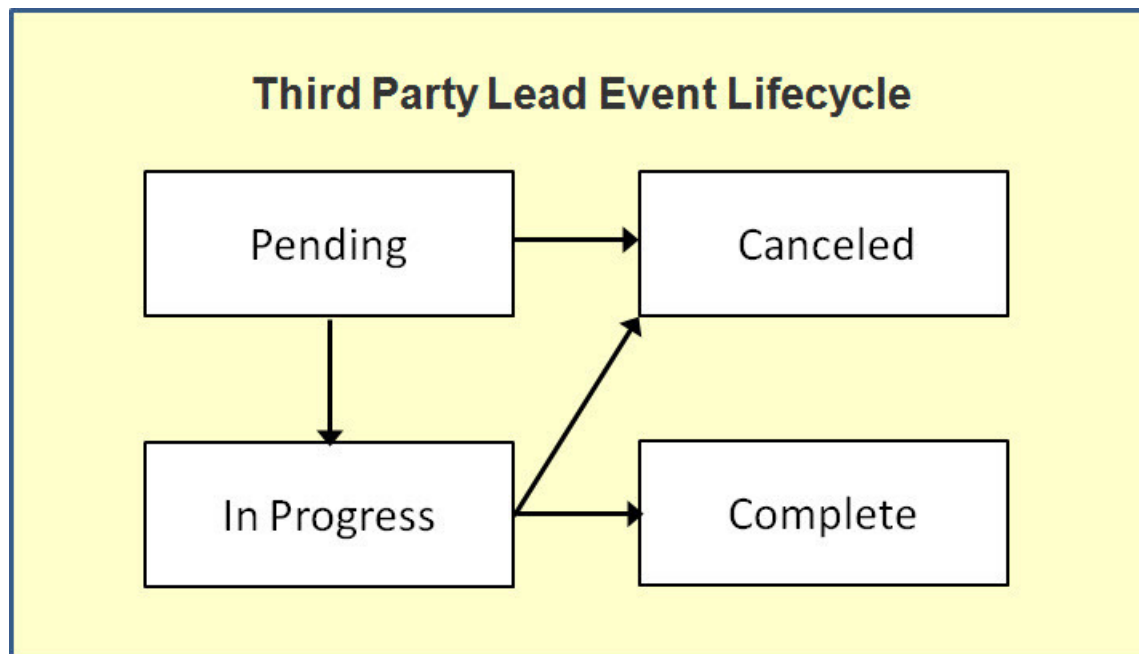 Third Party Lead Event Lifecycle
Pending
Canceled
In Progress
Complete